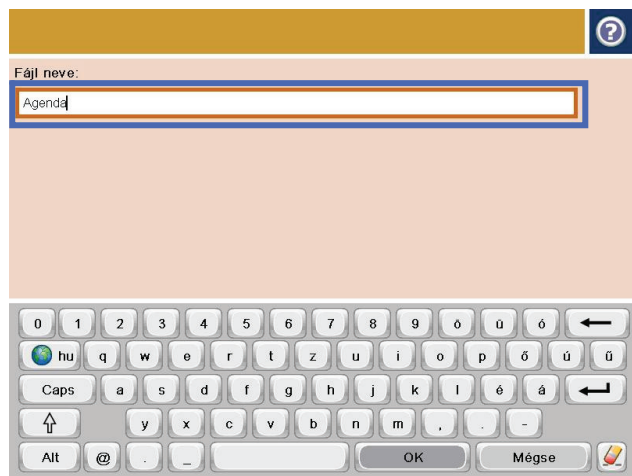 ?
Fájl neve:
Agenda
0 1 2 3 4 5 6 7 8 9 ö ü ó
hu q w e r t z u i o p ő ú ű
Caps a s d f g h j k l é á
y x c v b n m , . -
Alt @ . _ OK Mégse